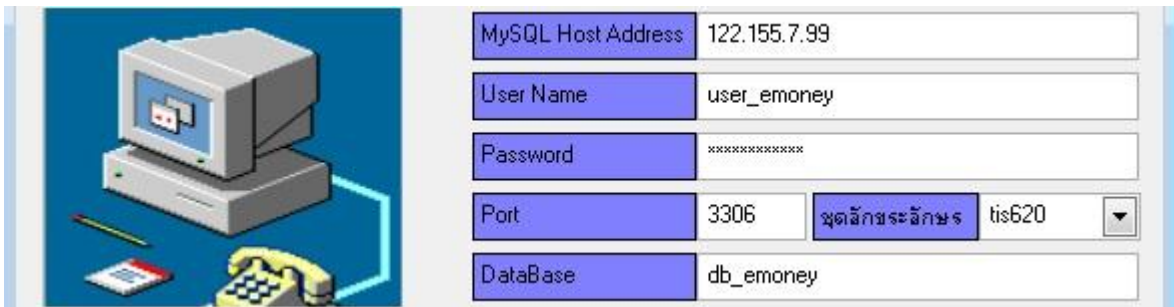 MySQL Host Address 122.155.7.99
User Name user_emoney
Password xxxxxxxxxxxx
Port 3306 ชุดอักขระอักษร tis620
DataBase db_emoney